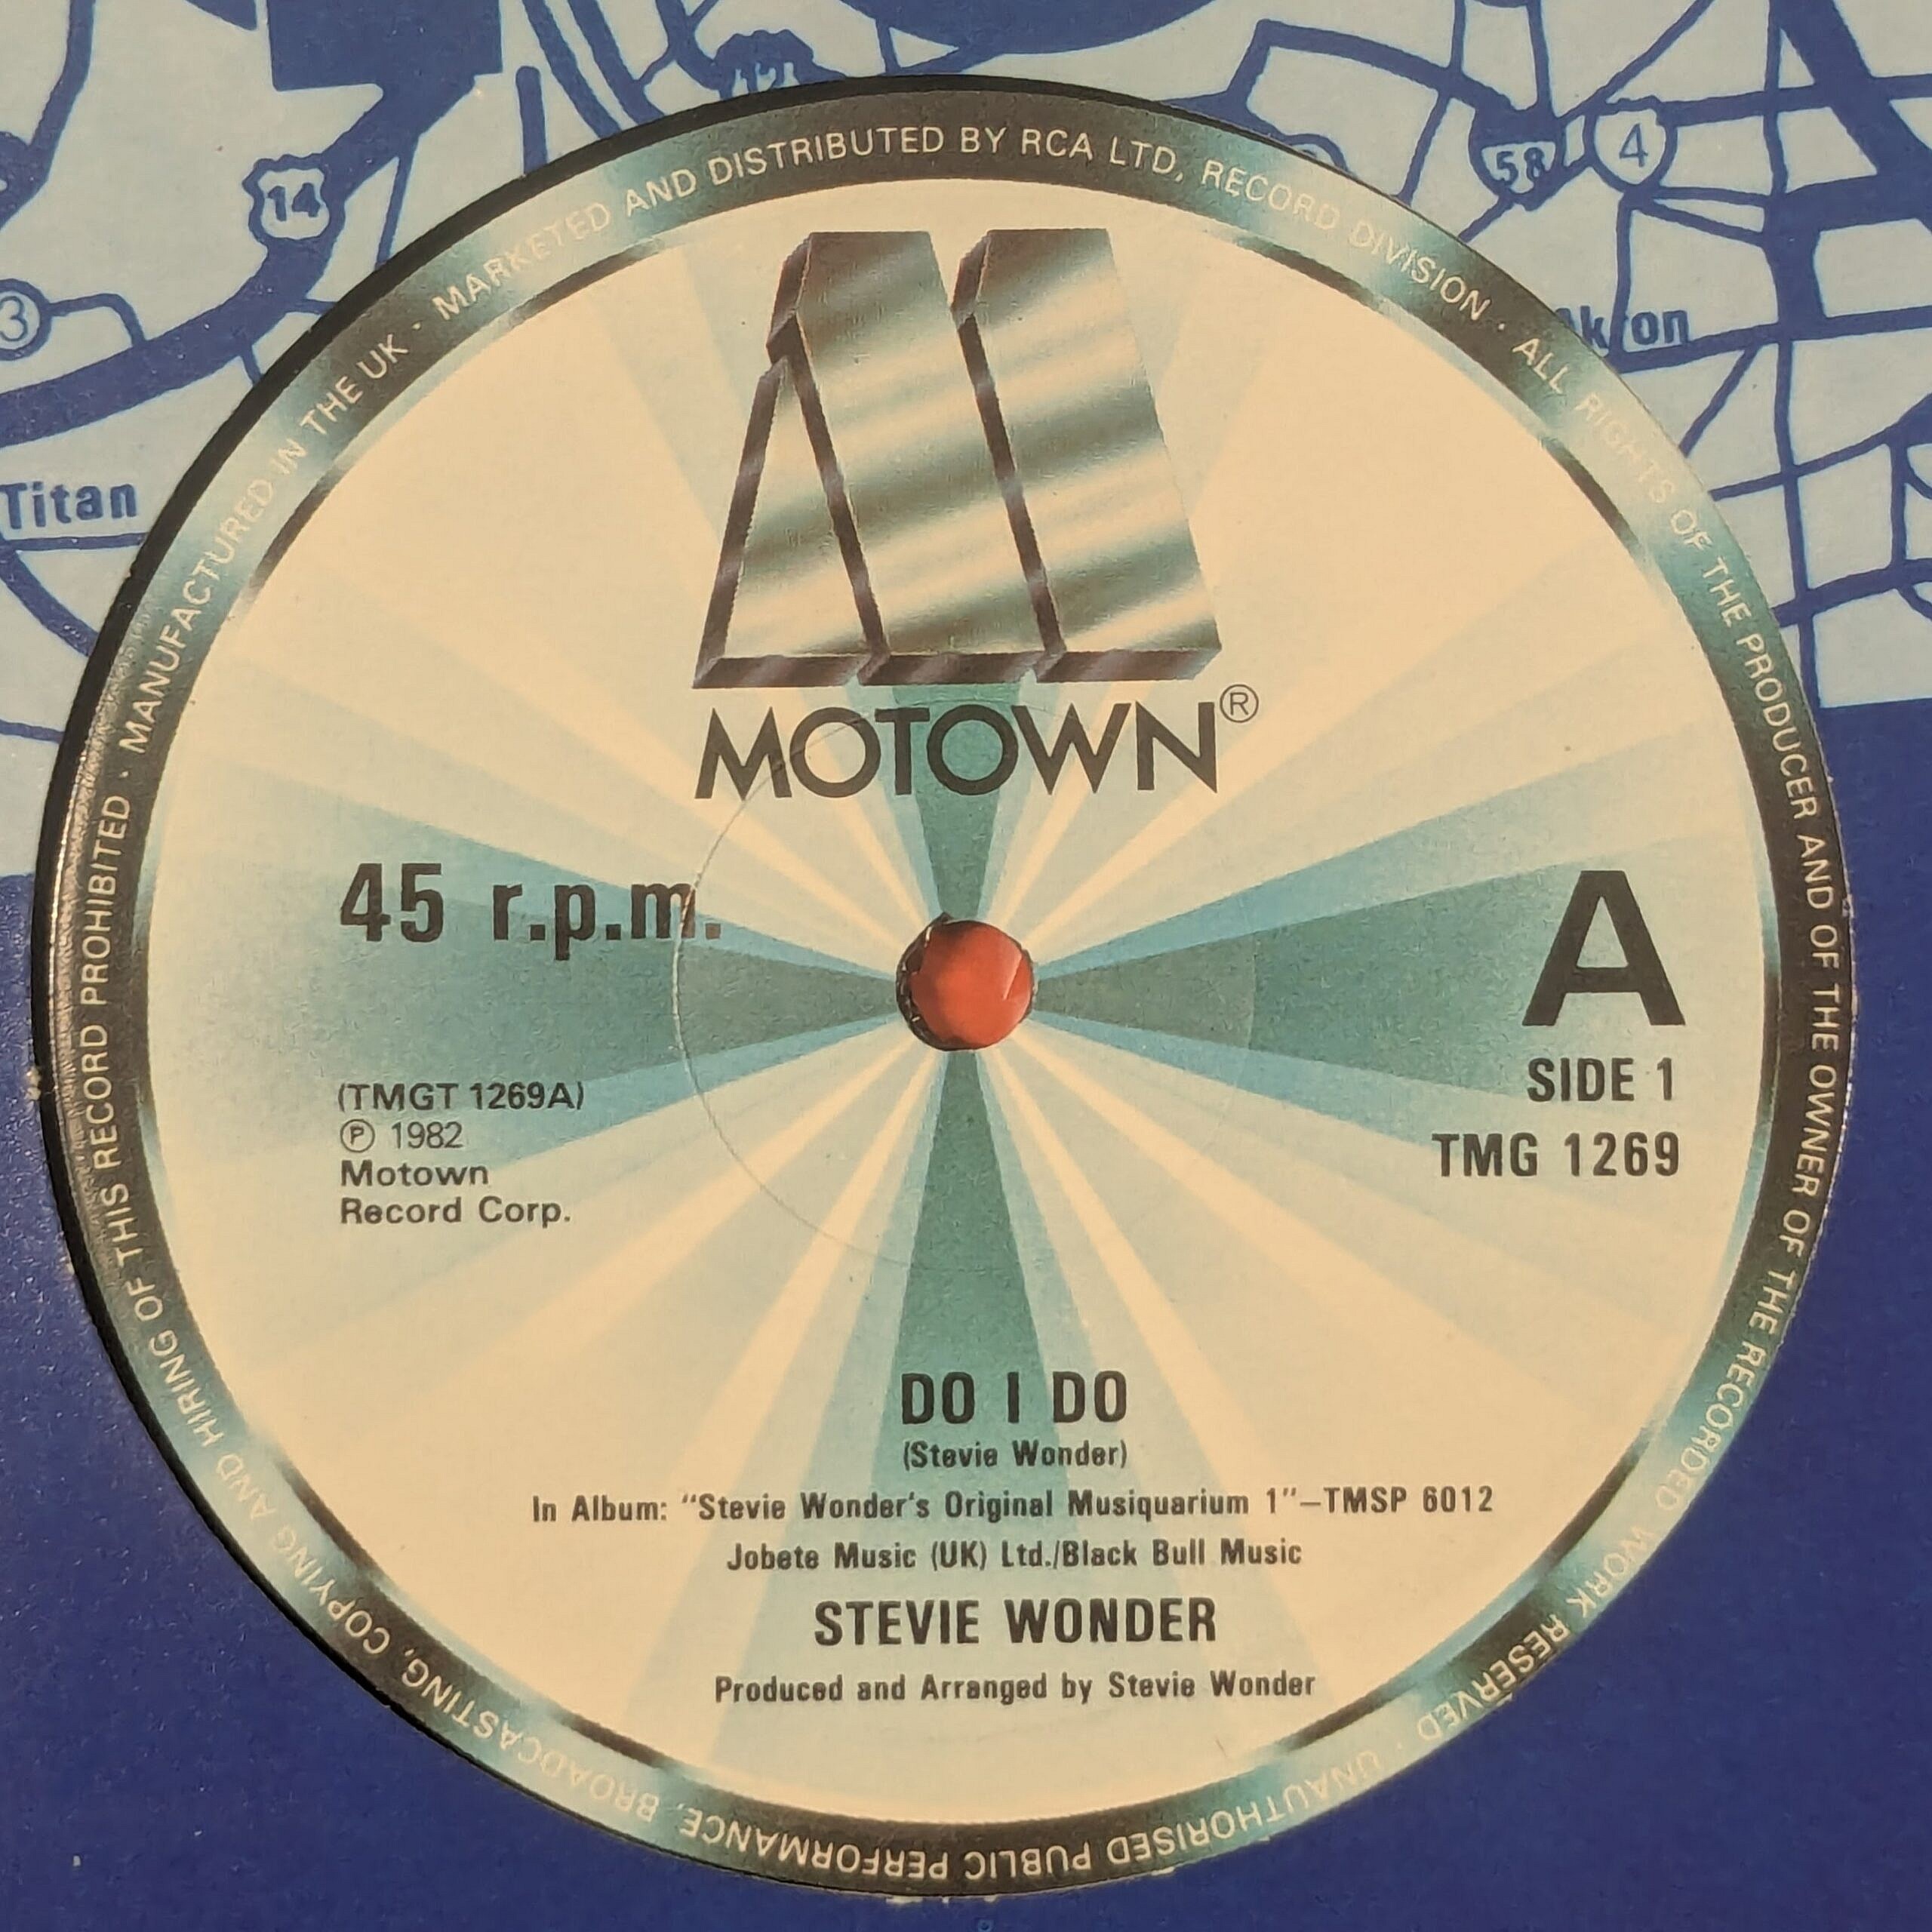 14
58
4
3
Akron
Titan
MANUFACTURED IN THE UK · MARKETED AND DISTRIBUTED BY RCA LTD, RECORD DIVISION · ALL RIGHTS OF THE PRODUCER AND OF THE OWNER OF THE RECORDED WORK RESERVED · UNAUTHORISED PUBLIC PERFORMANCE, BROADCASTING, COPYING AND HIRING OF THIS RECORD PROHIBITED ·
MOTOWN®
45 r.p.m.
A
SIDE 1
TMG 1269
(TMGT 1269A)
℗ 1982
Motown
Record Corp.
DO I DO
(Stevie Wonder)
In Album: "Stevie Wonder's Original Musiquarium 1"–TMSP 6012
Jobete Music (UK) Ltd./Black Bull Music
STEVIE WONDER
Produced and Arranged by Stevie Wonder